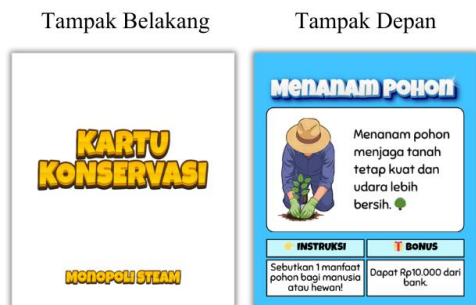 Tampak Belakang
Tampak Depan
KARTU
KONSERVASI
MONOPOLI STEAM
Menanam Pohon
Menanam pohon
menjaga tanah
tetap kuat dan
udara lebih
bersih. 🌳
INSTRUKSI
BONUS
Sebutkan 1 manfaat
pohon bagi manusia
atau hewan!
Dapat Rp10.000 dari
bank.